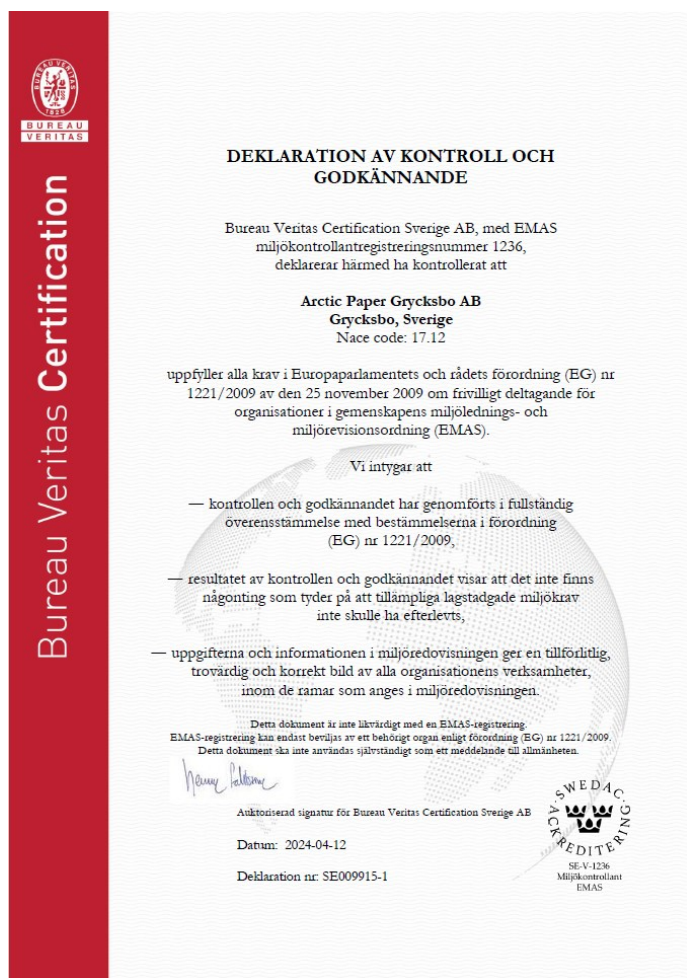 BUREAU VERITAS
1828
BUREAU
VERITAS
Bureau Veritas Certification
DEKLARATION AV KONTROLL OCH
GODKÄNNANDE
Bureau Veritas Certification Sverige AB, med EMAS
miljökontrollantregistreringsnummer 1236,
deklarerar härmed ha kontrollerat att
Arctic Paper Grycksbo AB
Grycksbo, Sverige
Nace code: 17.12
uppfyller alla krav i Europaparlamentets och rådets förordning (EG) nr
1221/2009 av den 25 november 2009 om frivilligt deltagande för
organisationer i gemenskapens miljölednings- och
miljörevisionsordning (EMAS).
Vi intygar att
— kontrollen och godkännandet har genomförts i fullständig
överensstämmelse med bestämmelserna i förordning
(EG) nr 1221/2009,
— resultatet av kontrollen och godkännandet visar att det inte finns
någonting som tyder på att tillämpliga lagstadgade miljökrav
inte skulle ha efterlevts,
— uppgifterna och informationen i miljöredovisningen ger en tillförlitlig,
trovärdig och korrekt bild av alla organisationens verksamheter,
inom de ramar som anges i miljöredovisningen.
Detta dokument är inte likvärdigt med en EMAS-registrering.
EMAS-registrering kan endast beviljas av ett behörigt organ enligt förordning (EG) nr 1221/2009.
Detta dokument ska inte användas självständigt som ett meddelande till allmänheten.
Auktoriserad signatur för Bureau Veritas Certification Sverige AB
Datum: 2024-04-12
Deklaration nr: SE009915-1
SWEDAC
ACKREDITERING
SE-V-1236
Miljökontrollant
EMAS